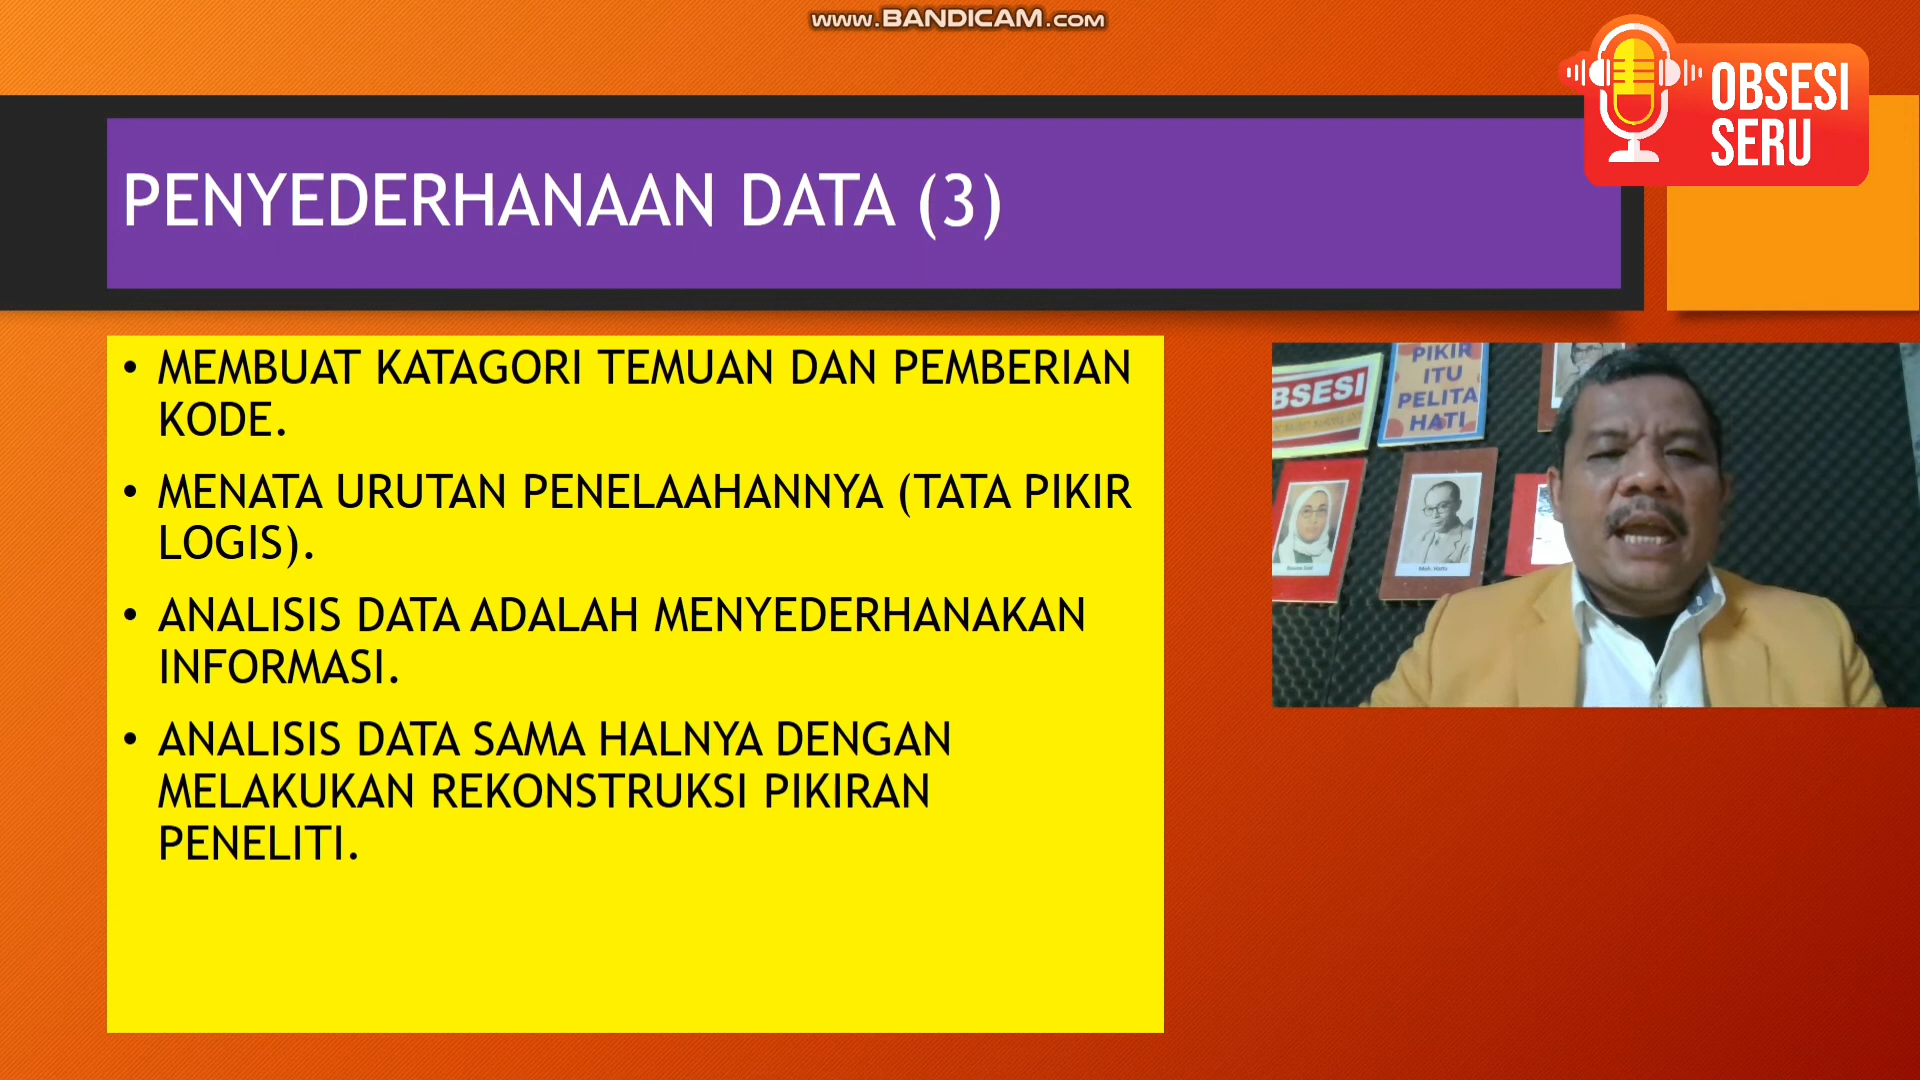 www.BANDICAM.com
OBSESI
SERU
PENYEDERHANAAN DATA (3)
• MEMBUAT KATAGORI TEMUAN DAN PEMBERIAN
KODE.
• MENATA URUTAN PENELAAHANNYA (TATA PIKIR
LOGIS).
• ANALISIS DATA ADALAH MENYEDERHANAKAN
INFORMASI.
• ANALISIS DATA SAMA HALNYA DENGAN
MELAKUKAN REKONSTRUKSI PIKIRAN
PENELITI.
BSESI
PIKIR
ITU
PELITA
HATI
Moh. Hatta